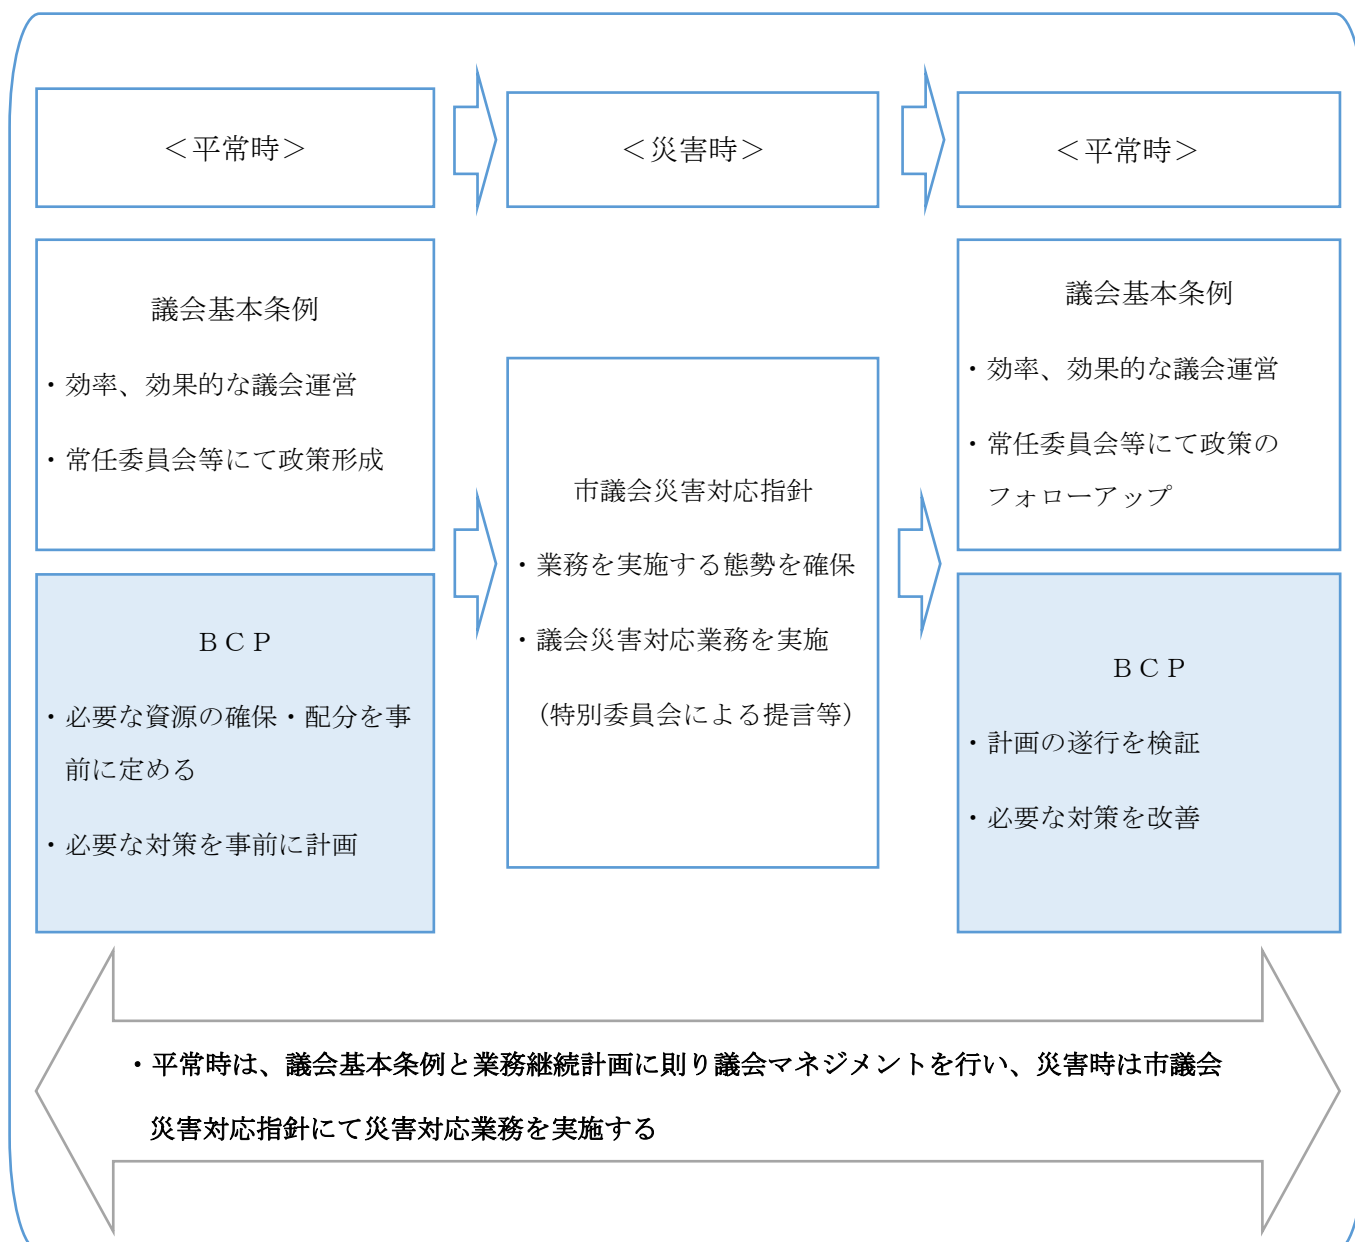 ＜平常時＞
＜災害時＞
＜平常時＞
議会基本条例
・効率、効果的な議会運営
・常任委員会等にて政策形成
ＢＣＰ
・必要な資源の確保・配分を事
前に定める
・必要な対策を事前に計画
市議会災害対応指針
・業務を実施する態勢を確保
・議会災害対応業務を実施
（特別委員会による提言等）
議会基本条例
・効率、効果的な議会運営
・常任委員会等にて政策の
フォローアップ
ＢＣＰ
・計画の遂行を検証
・必要な対策を改善
・平常時は、議会基本条例と業務継続計画に則り議会マネジメントを行い、災害時は市議会
災害対応指針にて災害対応業務を実施する